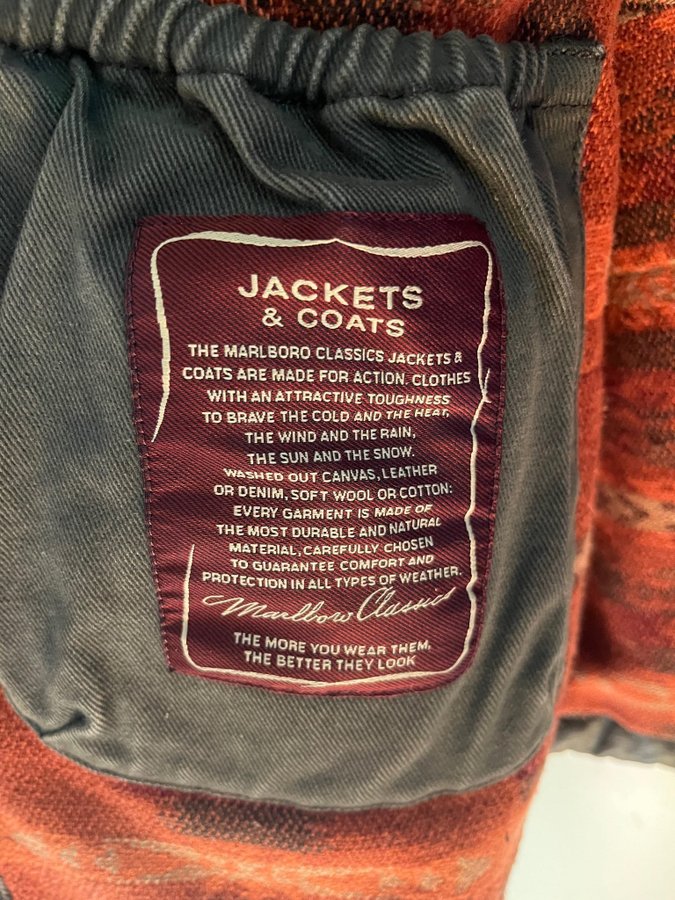 JACKETS
& COATS
THE MARLBORO CLASSICS JACKETS &
COATS ARE MADE FOR ACTION. CLOTHES
WITH AN ATTRACTIVE TOUGHNESS
TO BRAVE THE COLD AND THE HEAT,
THE WIND AND THE RAIN,
THE SUN AND THE SNOW.
WASHED OUT CANVAS, LEATHER
OR DENIM, SOFT WOOL OR COTTON:
EVERY GARMENT IS MADE OF
THE MOST DURABLE AND NATURAL
MATERIAL, CAREFULLY CHOSEN
TO GUARANTEE COMFORT AND
PROTECTION IN ALL TYPES OF WEATHER.
Marlboro Classics
THE MORE YOU WEAR THEM,
THE BETTER THEY LOOK